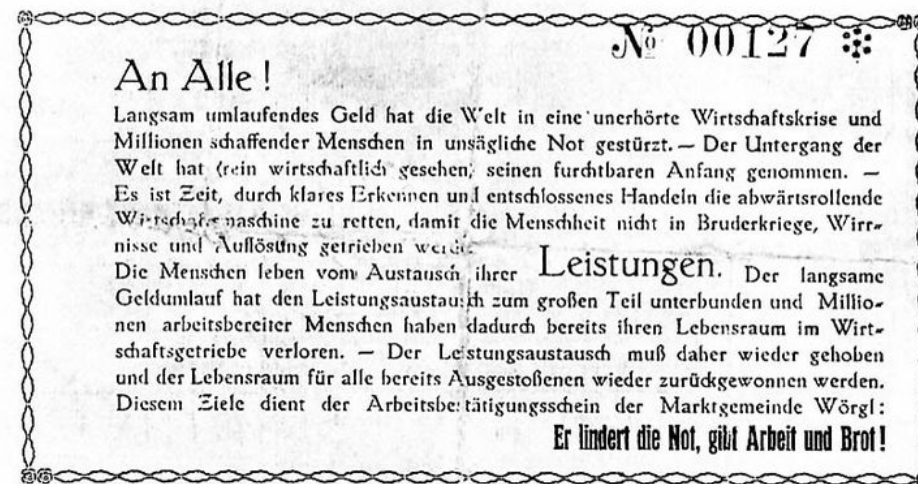 № 00127
An Alle !
Langsam umlaufendes Geld hat die Welt in eine unerhörte Wirtschaftskrise und
Millionen schaffender Menschen in unsägliche Not gestürzt. — Der Untergang der
Welt hat (rein wirtschaftlich gesehen) seinen furchtbaren Anfang genommen. —
Es ist Zeit, durch klares Erkennen und entschlossenes Handeln die abwärtsrollende
Wirtschaftsmaschine zu retten, damit die Menschheit nicht in Bruderkriege, Wirr-
nisse und Auflösung getrieben werde.
Die Menschen leben vom Austausch ihrer Leistungen. Der langsame
Geldumlauf hat den Leistungsaustausch zum großen Teil unterbunden und Millio-
nen arbeitsbereiter Menschen haben dadurch bereits ihren Lebensraum im Wirt-
schaftsgetriebe verloren. — Der Leistungsaustausch muß daher wieder gehoben
und der Lebensraum für alle bereits Ausgestoßenen wieder zurückgewonnen werden.
Diesem Ziele dient der Arbeitsbestätigungsschein der Marktgemeinde Wörgl :
Er lindert die Not, gibt Arbeit und Brot !